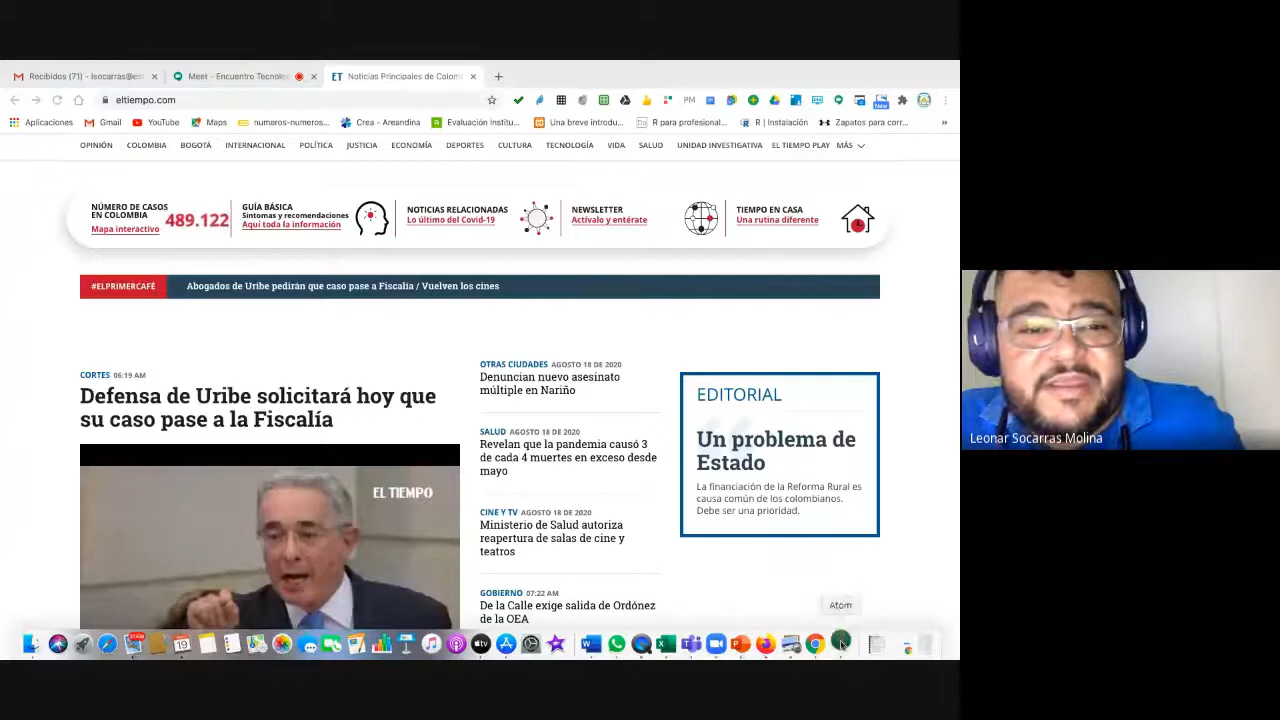 Recibidos (71) - lsocarras@es
Meet - Encuentro Tecnolo
ET Noticias Principales de Colom
eltiempo.com
PM
New
Aplicaciones
Gmail
YouTube
Maps
numeros-numeros...
Crea - Areandina
Evaluación Institu...
Una breve introdu...
R para profesional...
R | Instalación
Zapatos para corr...
»
OPINIÓN COLOMBIA BOGOTÁ INTERNACIONAL POLÍTICA JUSTICIA ECONOMÍA DEPORTES CULTURA TECNOLOGÍA VIDA SALUD UNIDAD INVESTIGATIVA EL TIEMPO PLAY MÁS
NÚMERO DE CASOS
EN COLOMBIA
489.122
Mapa interactivo
GUÍA BÁSICA
Síntomas y recomendaciones
Aquí toda la información
NOTICIAS RELACIONADAS
Lo último del Covid-19
NEWSLETTER
Actívalo y entérate
TIEMPO EN CASA
Una rutina diferente
#ELPRIMERCAFÉ
Abogados de Uribe pedirán que caso pase a Fiscalía / Vuelven los cines
CORTES 06:19 AM
Defensa de Uribe solicitará hoy que
su caso pase a la Fiscalía
EL TIEMPO
OTRAS CIUDADES AGOSTO 18 DE 2020
Denuncian nuevo asesinato
múltiple en Nariño
SALUD AGOSTO 18 DE 2020
Revelan que la pandemia causó 3
de cada 4 muertes en exceso desde
mayo
CINE Y TV AGOSTO 18 DE 2020
Ministerio de Salud autoriza
reapertura de salas de cine y
teatros
GOBIERNO 07:22 AM
De la Calle exige salida de Ordóñez
de la OEA
EDITORIAL
Un problema de
Estado
La financiación de la Reforma Rural es
causa común de los colombianos.
Debe ser una prioridad.
Atom
19
Leonar Socarras Molina